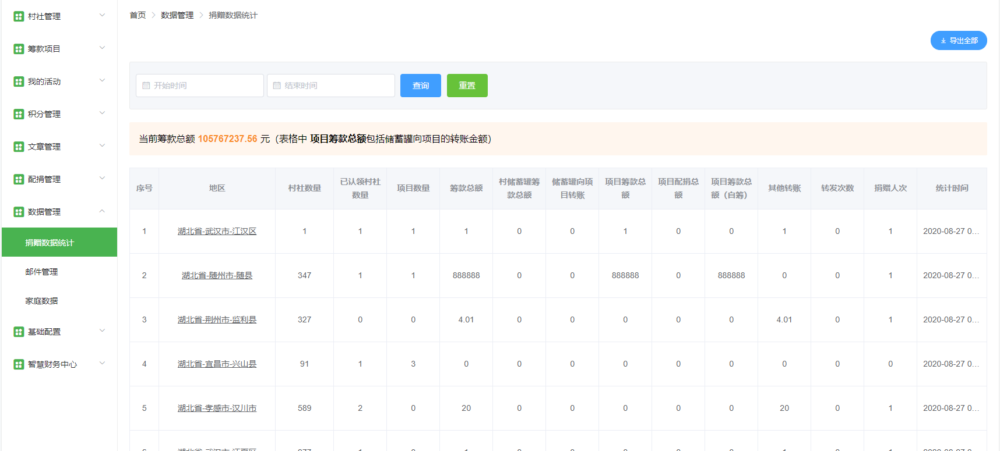 村社管理
筹款项目
我的活动
积分管理
文章管理
配捐管理
数据管理
捐赠数据统计
邮件管理
家庭数据
基础配置
智慧财务中心
首页 > 数据管理 > 捐赠数据统计
导出全部
开始时间 结束时间 查询 重置
当前筹款总额 105767237.56 元（表格中 项目筹款总额包括储蓄罐向项目的转账金额）
序号 地区 村社数量 已认领村社数量 项目数量 筹款总额 村储蓄罐筹款总额 储蓄罐向项目转账 项目筹款总额 项目配捐总额 项目筹款总额（自筹） 其他转账 转发次数 捐赠人次 统计时间
1 湖北省-武汉市-江汉区 1 1 1 1 0 0 1 0 0 1 0 1 2020-08-27 0...
2 湖北省-随州市-随县 347 1 1 888888 0 0 888888 0 888888 0 0 1 2020-08-27 0...
3 湖北省-荆州市-监利县 327 0 0 4.01 0 0 0 0 0 4.01 0 1 2020-08-27 0...
4 湖北省-宜昌市-兴山县 91 1 3 0 0 0 0 0 0 0 0 0 2020-08-27 0...
5 湖北省-孝感市-汉川市 589 2 0 20 0 0 0 0 0 20 0 1 2020-08-27 0...